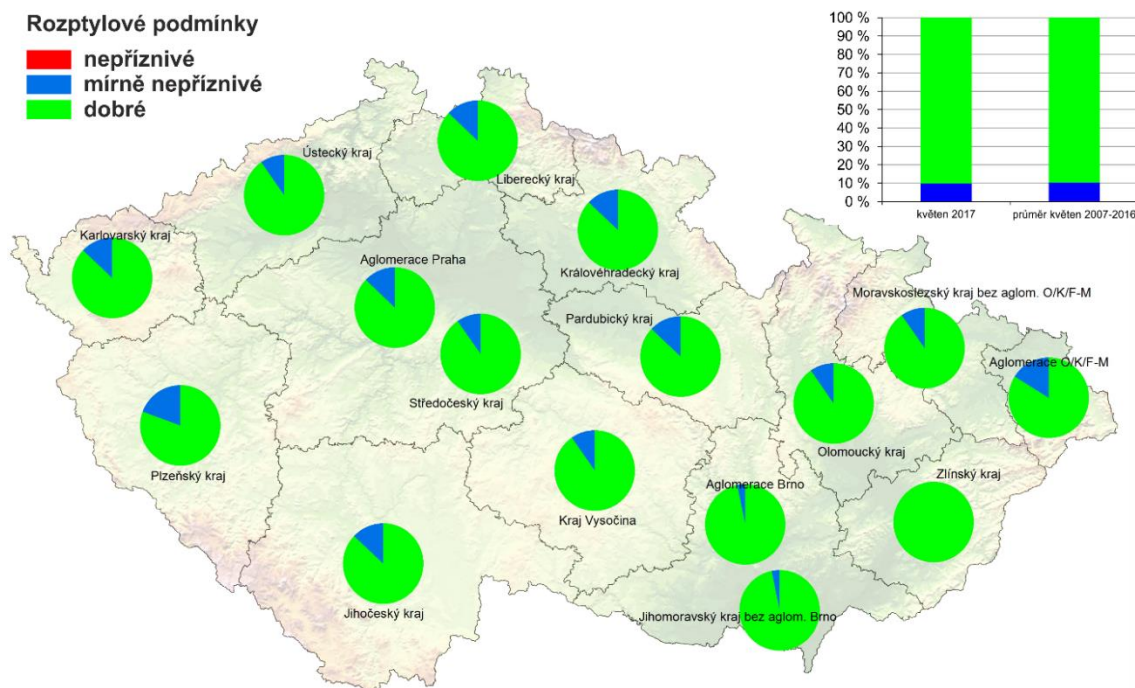 Rozptylové podmínky
nepříznivé
mírně nepříznivé
dobré
100 %
90 %
80 %
70 %
60 %
50 %
40 %
30 %
20 %
10 %
0 %
květen 2017
průměr květen 2007-2016
Ústecký kraj
Liberecký kraj
Karlovarský kraj
Aglomerace Praha
Královéhradecký kraj
Moravskoslezský kraj bez aglom. O/K/F-M
Pardubický kraj
Aglomerace O/K/F-M
Středočeský kraj
Olomoucký kraj
Plzeňský kraj
Zlínský kraj
Aglomerace Brno
Kraj Vysočina
Jihočeský kraj
Jihomoravský kraj bez aglom. Brno